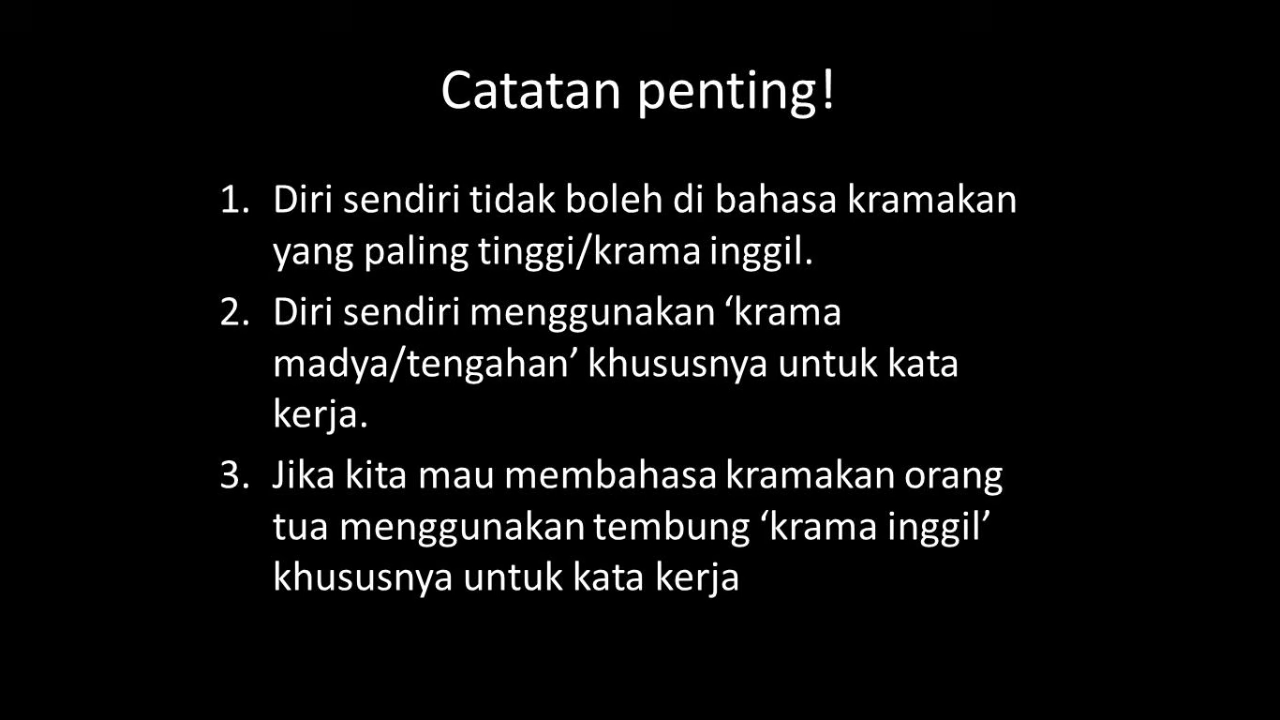 Catatan penting!
1. Diri sendiri tidak boleh di bahasa kramakan
yang paling tinggi/krama inggil.
2. Diri sendiri menggunakan ‘krama
madya/tengahan’ khususnya untuk kata
kerja.
3. Jika kita mau membahasa kramakan orang
tua menggunakan tembung ‘krama inggil’
khususnya untuk kata kerja